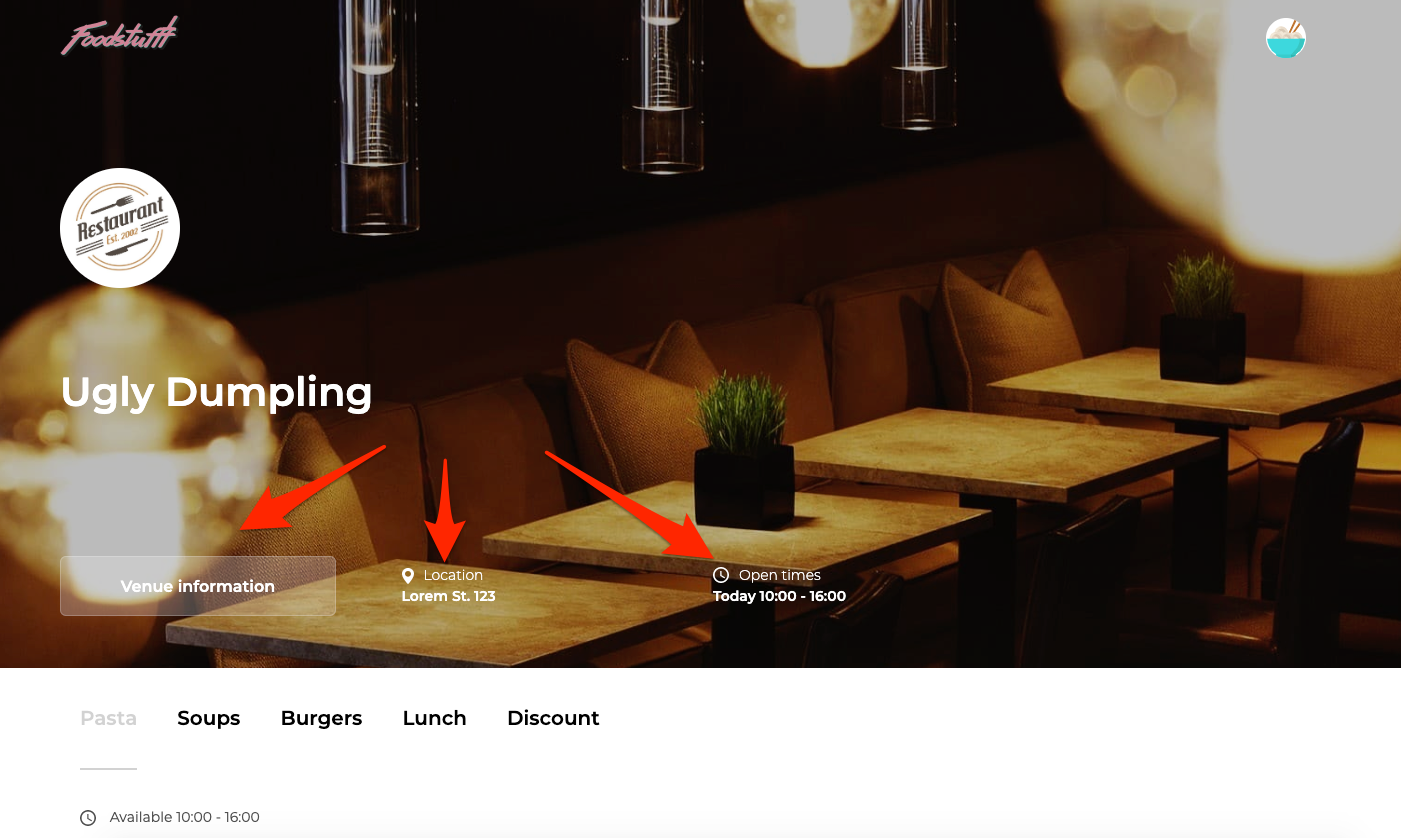 Foodstufff
Restaurant
Est. 2002
Ugly Dumpling
Venue information
Location
Lorem St. 123
Open times
Today 10:00 - 16:00
Pasta
Soups
Burgers
Lunch
Discount
Available 10:00 - 16:00